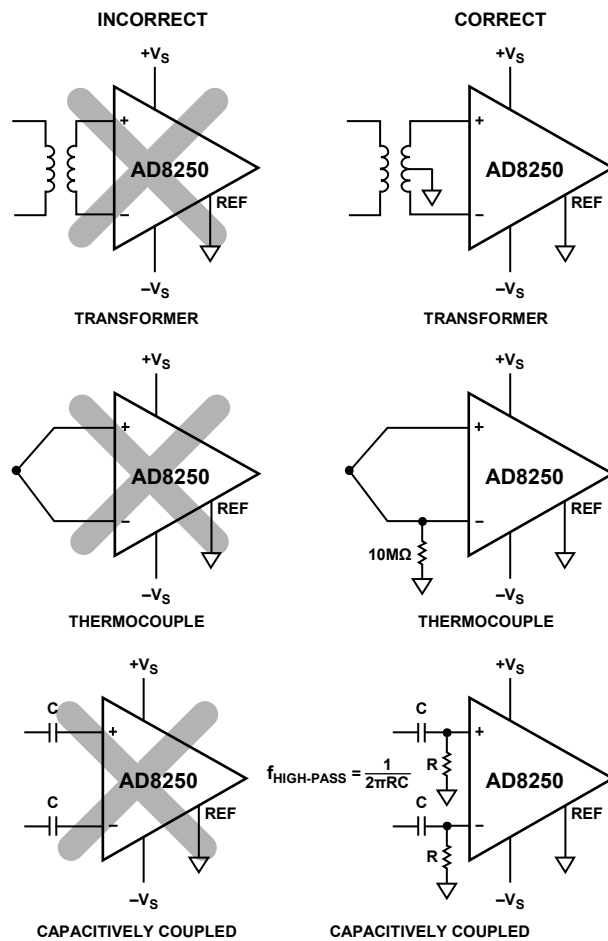 INCORRECT
CORRECT
+VS
+
AD8250
REF
−
−VS
TRANSFORMER
+VS
+
AD8250
REF
−
−VS
TRANSFORMER
+VS
+
AD8250
REF
−
−VS
THERMOCOUPLE
+VS
+
AD8250
REF
−
10MΩ
−VS
THERMOCOUPLE
+VS
C
+
AD8250
C
REF
−
−VS
CAPACITIVELY COUPLED
fHIGH-PASS = 1/2πRC
+VS
C
+
R
AD8250
C
REF
−
R
−VS
CAPACITIVELY COUPLED